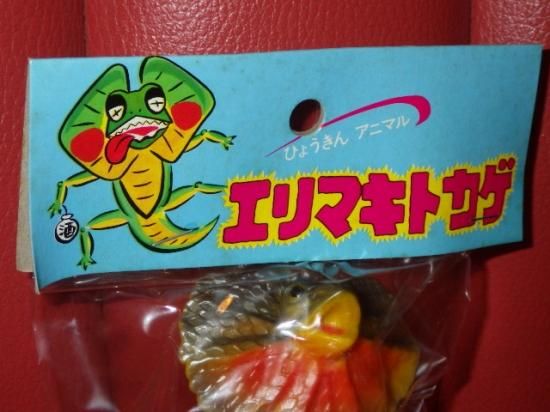 ひょうきん アニマル
エリマキトカゲ
酒